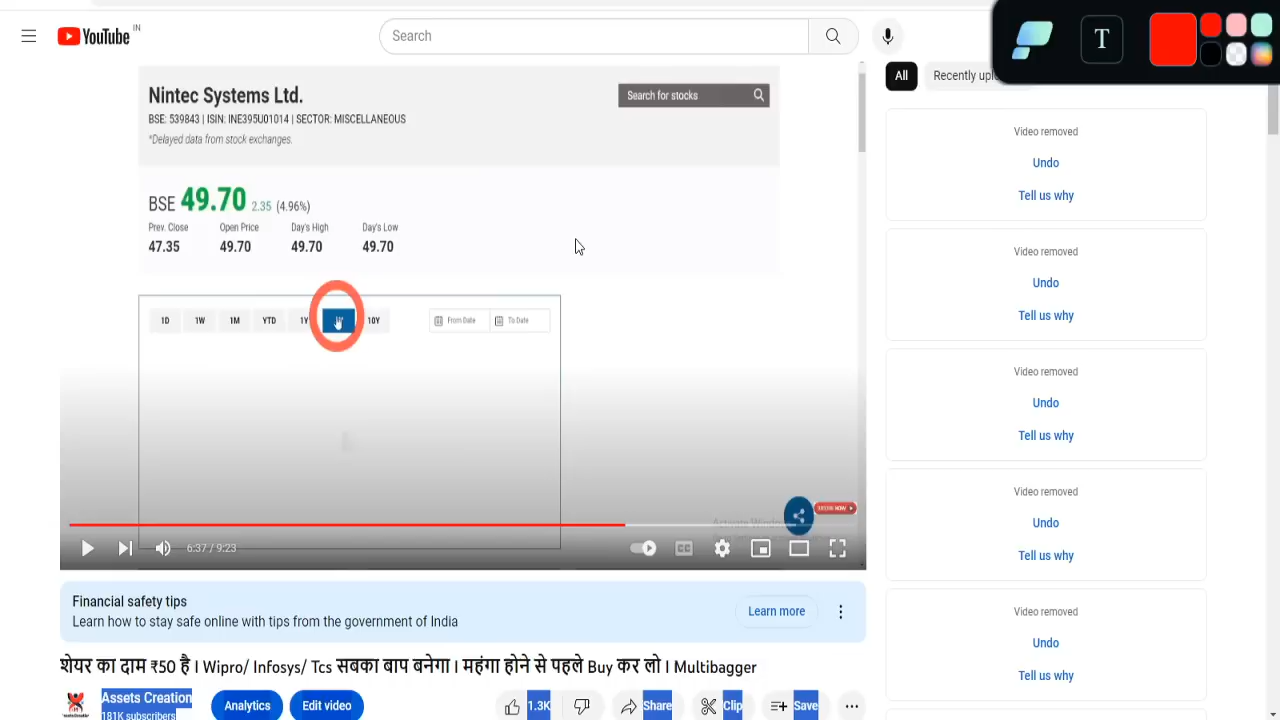 YouTube IN
Search
T
All
Nintec Systems Ltd.
Search for stocks
BSE: 539843 | ISIN: INE395U01014 | SECTOR: MISCELLANEOUS
*Delayed data from stock exchanges.
BSE 49.70 2.35 (4.96%)
Prev. Close Open Price Day's High Day's Low
47.35 49.70 49.70 49.70
1D 1W 1M YTD 1Y 10Y From Date To Date
6:37 / 9:23
CC
Financial safety tips
Learn how to stay safe online with tips from the government of India
Learn more
शेयर का दाम ₹50 है I Wipro/ Infosys/ Tcs सबका बाप बनेगा I महंगा होने से पहले Buy कर लो I Multibagger
Assets Creation
181K subscribers
Analytics Edit video 1.3K Share Clip Save
Recently
Video removed
Undo
Tell us why
Video removed
Undo
Tell us why
Video removed
Undo
Tell us why
Video removed
Undo
Tell us why
Video removed
Undo
Tell us why